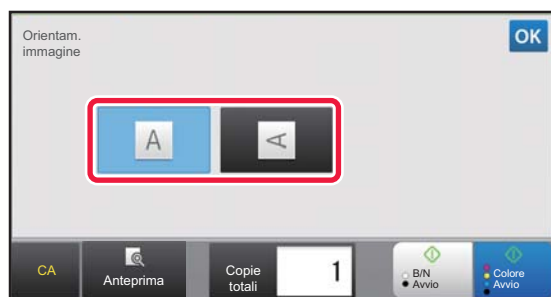 Orientam.
immagine
OK
A
A
CA
Anteprima
Copie
totali
1
B/N
Avvio
Colore
Avvio